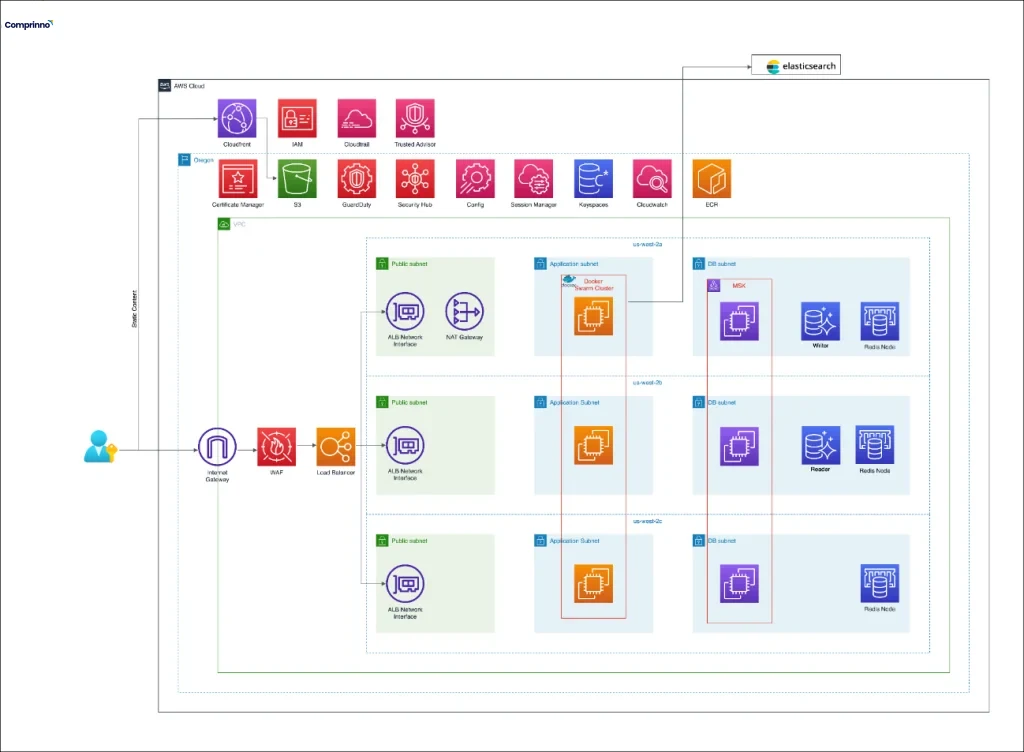 Comprinno
elasticsearch
aws
AWS Cloud
Cloudfront
IAM
Cloudtrail
Trusted Advisor
Oregon
Certificate Manager
S3
GuardDuty
Security Hub
Config
Session Manager
Keyspaces
Cloudwatch
ECR
VPC
Static Content
us-west-2a
Public subnet
Application subnet
DB subnet
docker
Docker
Swarm Cluster
MSK
ALB Network
Interface
NAT Gateway
Writer
Redis Node
us-west-2b
Public subnet
Application Subnet
DB subnet
ALB Network
Interface
Reader
Redis Node
Internet
Gateway
WAF
Load Balancer
us-west-2c
Public subnet
Application Subnet
DB subnet
ALB Network
Interface
Redis Node